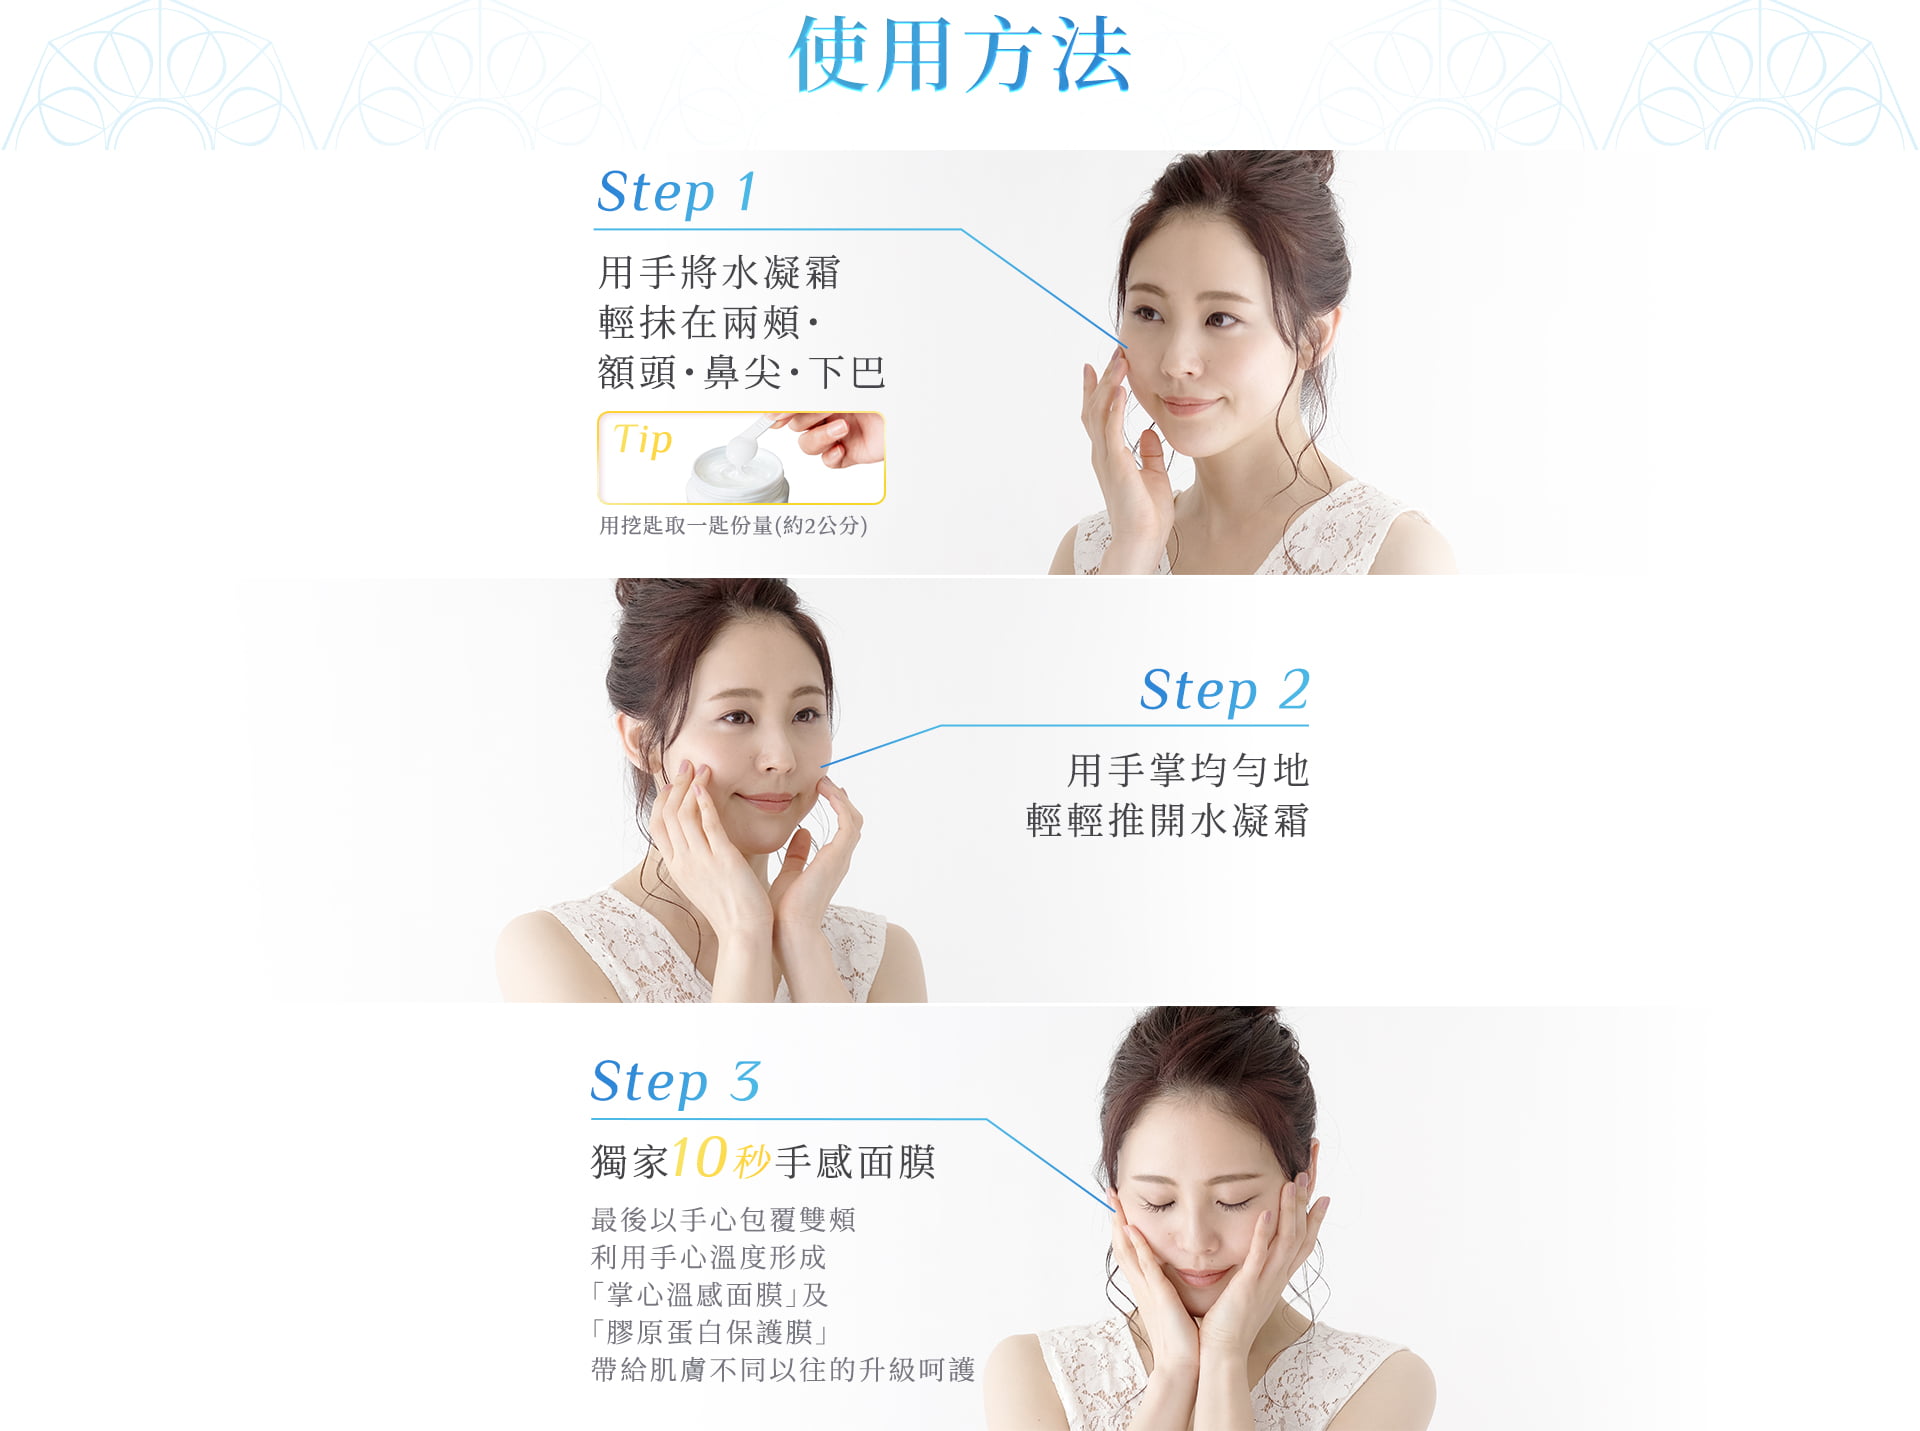 使用方法
Step 1
用手將水凝霜
輕抹在兩頰・
額頭・鼻尖・下巴
Tip
用挖匙取一匙份量(約2公分)
Step 2
用手掌均勻地
輕輕推開水凝霜
Step 3
獨家10秒手感面膜
最後以手心包覆雙頰
利用手心溫度形成
「掌心溫感面膜」及
「膠原蛋白保護膜」
帶給肌膚不同以往的升級呵護